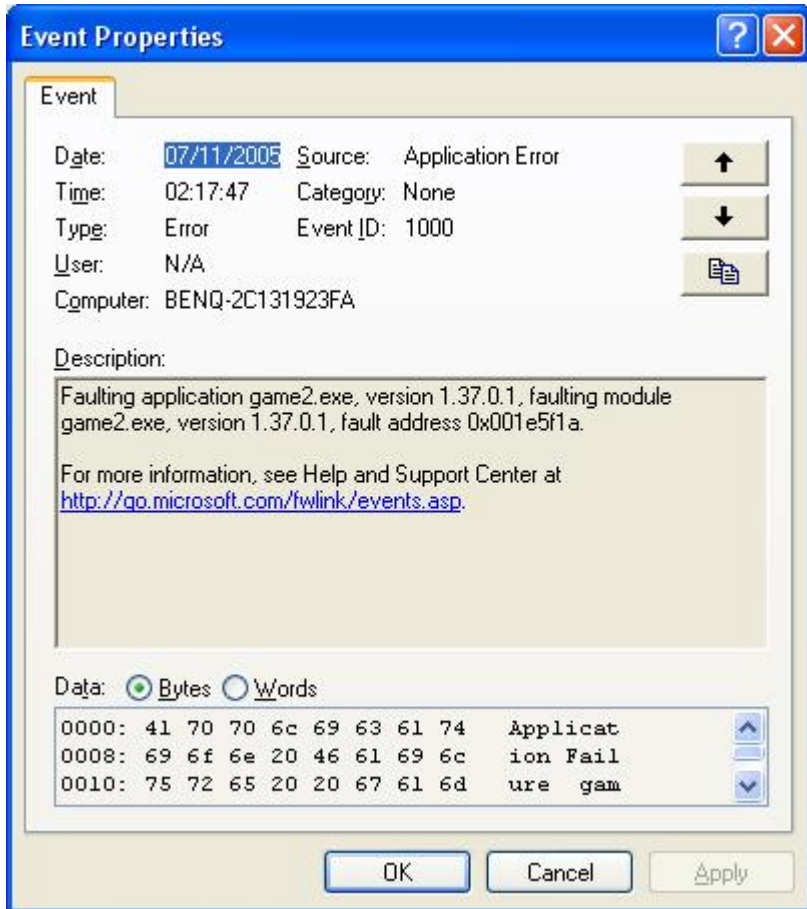 Event Properties
Event
Date: 07/11/2005 Source: Application Error
Time: 02:17:47 Category: None
Type: Error Event ID: 1000
User: N/A
Computer: BENQ-2C131923FA
Description:
Faulting application game2.exe, version 1.37.0.1, faulting module
game2.exe, version 1.37.0.1, fault address 0x001e5f1a.
For more information, see Help and Support Center at
http://go.microsoft.com/fwlink/events.asp.
Data: Bytes Words
0000: 41 70 70 6c 69 63 61 74 Applicat
0008: 69 6f 6e 20 46 61 69 6c ion Fail
0010: 75 72 65 20 20 67 61 6d ure  gam
OK Cancel Apply